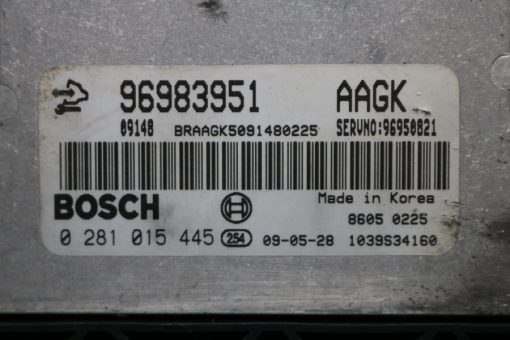 96983951 AAGK
09148 BRAAGK5091480225 SERVNO:96950821
BOSCH Made in Korea
8605 0225
0 281 015 445 254 09-05-28 1039S34160